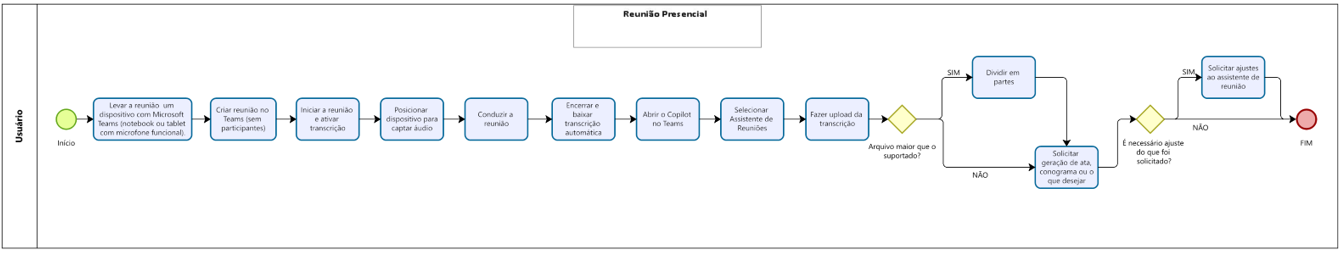 Reunião Presencial
Usuário
Início
Levar a reunião um
dispositivo com Microsoft
Teams (notebook ou tablet
com microfone funcional).
Criar reunião no
Teams (sem
participantes)
Iniciar a reunião
e ativar
transcrição
Posicionar
dispositivo para
captar áudio
Conduzir a
reunião
Encerrar e
baixar
transcrição
automática
Abrir o Copilot
no Teams
Selecionar
Assistente de
Reuniões
Fazer upload da
transcrição
Arquivo maior que o
suportado?
SIM
Dividir em
partes
NÃO
Solicitar
geração de ata,
conograma ou o
que desejar
É necessário ajuste
do que foi
solicitado?
SIM
Solicitar ajustes
ao assistente de
reunião
NÃO
FIM